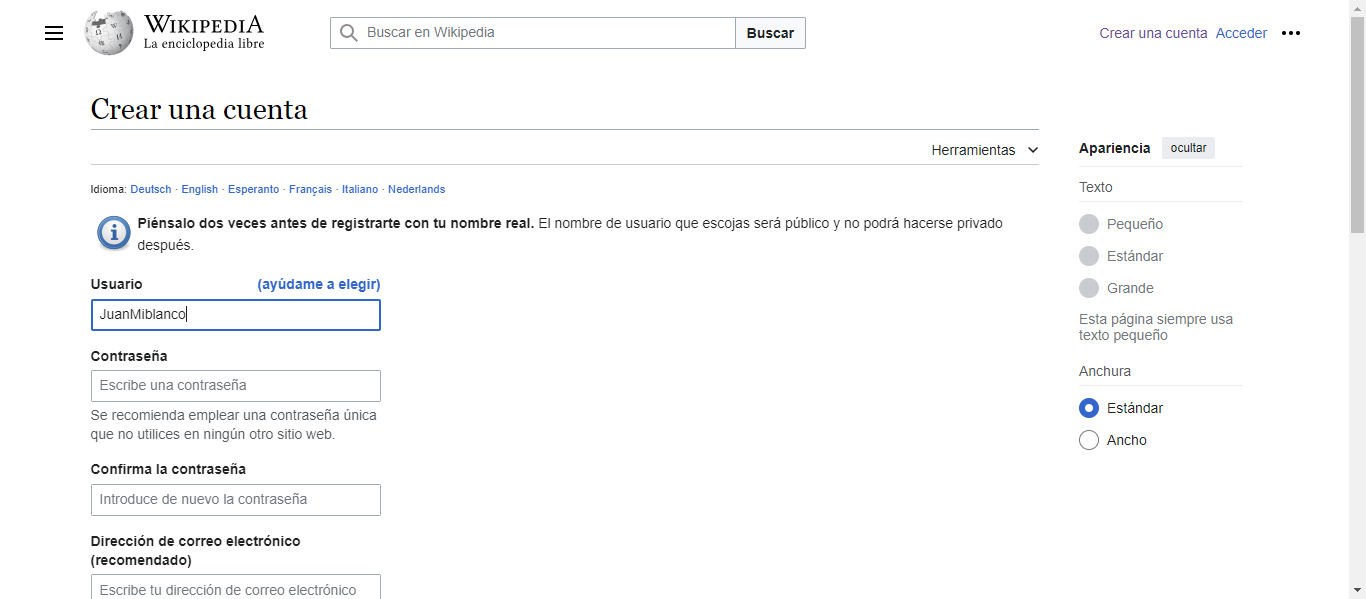 WIKIPEDIA
La enciclopedia libre
Buscar en Wikipedia
Buscar
Crear una cuenta
Acceder
Crear una cuenta
Herramientas
Idioma: Deutsch · English · Esperanto · Français · Italiano · Nederlands
Piénsalo dos veces antes de registrarte con tu nombre real. El nombre de usuario que escojas será público y no podrá hacerse privado
después.
Usuario
(ayúdame a elegir)
JuanMiblanco
Contraseña
Escribe una contraseña
Se recomienda emplear una contraseña única
que no utilices en ningún otro sitio web.
Confirma la contraseña
Introduce de nuevo la contraseña
Dirección de correo electrónico
(recomendado)
Escribe tu dirección de correo electrónico
Apariencia
ocultar
Texto
Pequeño
Estándar
Grande
Esta página siempre usa
texto pequeño
Anchura
Estándar
Ancho